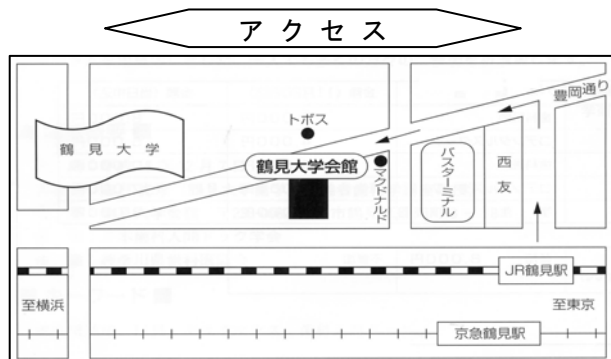 アクセス
豊岡通り
トポス
鶴見大学
鶴見大学会館
マクドナルド
バスターミナル
西友
JR鶴見駅
至横浜
至東京
京急鶴見駅